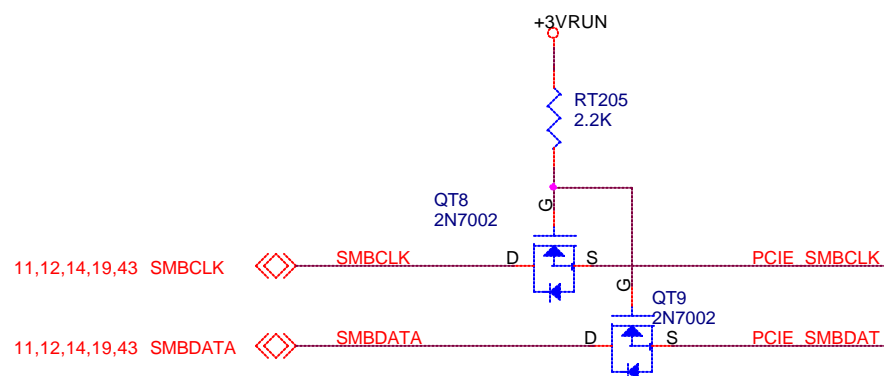 +3VRUN
RT205
2.2K
QT8
2N7002
G
11,12,14,19,43 SMBCLK
SMBCLK
D
S
PCIE_SMBCLK
G
QT9
2N7002
11,12,14,19,43 SMBDATA
SMBDATA
D
S
PCIE_SMBDAT